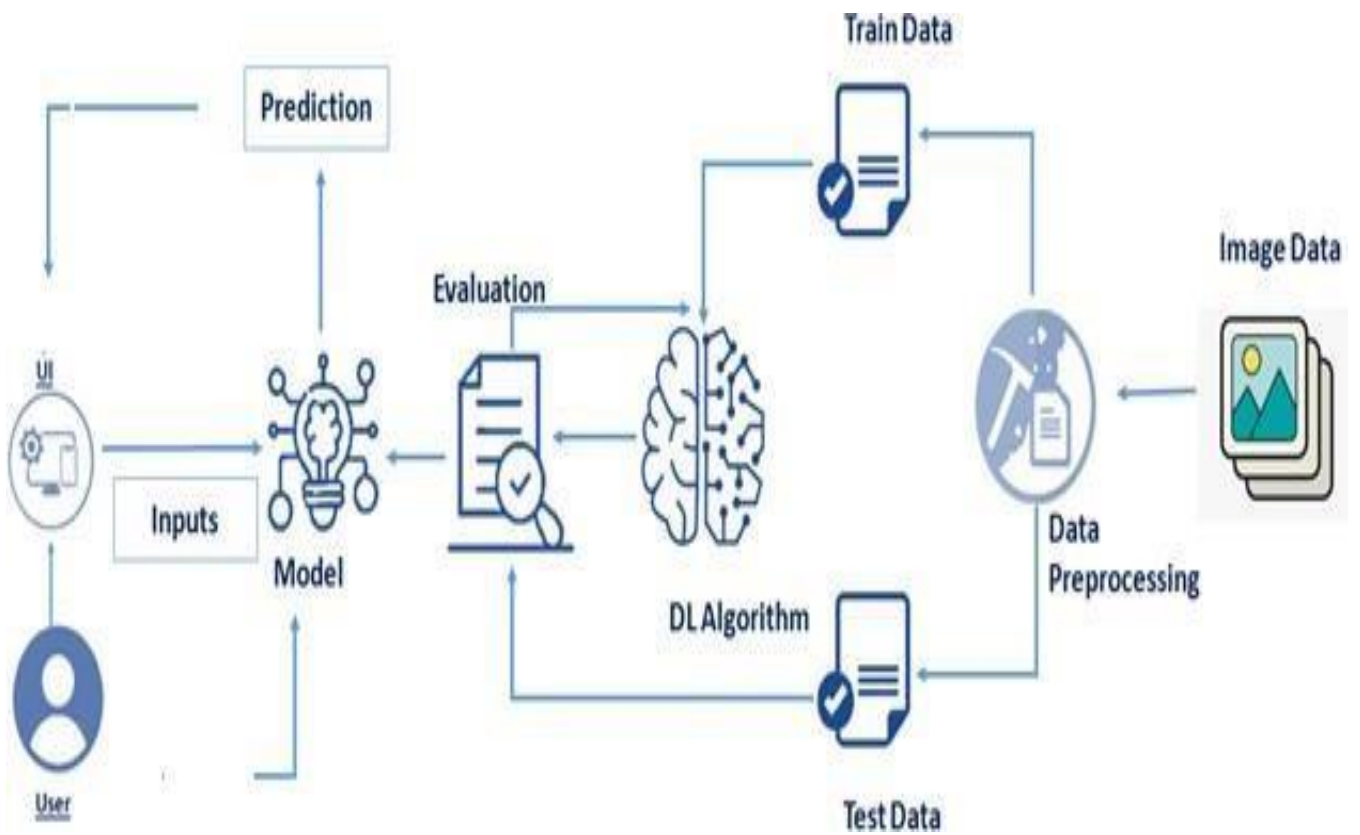 Train Data
Prediction
Image Data
Evaluation
UI
Inputs
Model
Data
Preprocessing
DL Algorithm
User
Test Data